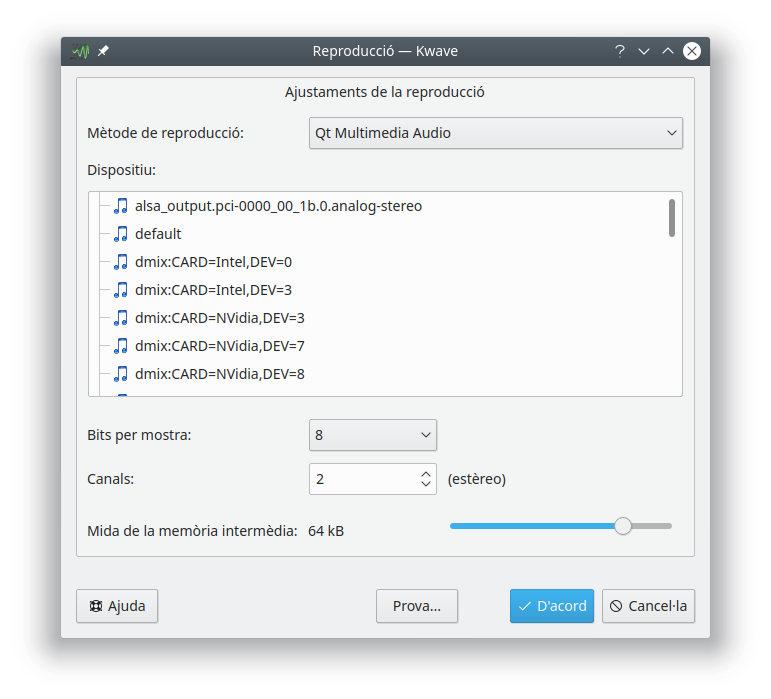 Reproducció — Kwave
Ajustaments de la reproducció
Mètode de reproducció: Qt Multimedia Audio
Dispositiu:
alsa_output.pci-0000_00_1b.0.analog-stereo
default
dmix:CARD=Intel,DEV=0
dmix:CARD=Intel,DEV=3
dmix:CARD=NVidia,DEV=3
dmix:CARD=NVidia,DEV=7
dmix:CARD=NVidia,DEV=8
Bits per mostra: 8
Canals: 2 (estèreo)
Mida de la memòria intermèdia: 64 kB
Ajuda Prova... D'acord Cancel·la